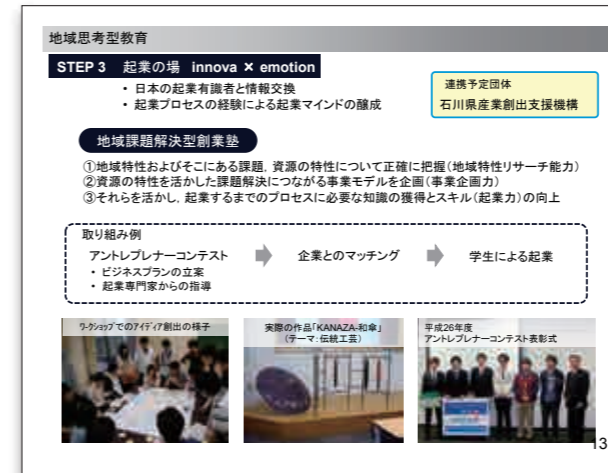 地域思考型教育
STEP 3 起業の場 innova × emotion
・ 日本の起業有識者と情報交換
・ 起業プロセスの経験による起業マインドの醸成
連携予定団体
石川県産業創出支援機構
地域課題解決型創業塾
①地域特性およびそこにある課題，資源の特性について正確に把握（地域特性リサーチ能力）
②資源の特性を活かした課題解決につながる事業モデルを企画（事業企画力）
③それらを活かし，起業するまでのプロセスに必要な知識の獲得とスキル（起業力）の向上
取り組み例
アントレプレナーコンテスト
・ ビジネスプランの立案
・ 起業専門家からの指導
企業とのマッチング
学生による起業
ワークショップでのアイディア創出の様子
実際の作品「KANAZA-和傘」
（テーマ：伝統工芸）
平成26年度
アントレプレナーコンテスト表彰式
13